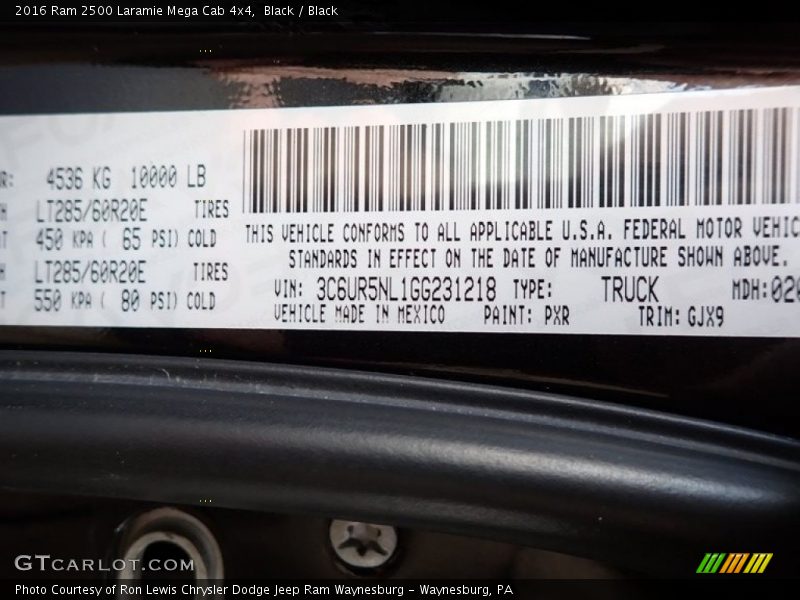 2016 Ram 2500 Laramie Mega Cab 4x4, Black / Black
R: 4536 KG 10000 LB
H LT285/60R20E TIRES
T 450 KPA ( 65 PSI) COLD
H LT285/60R20E TIRES
T 550 KPA ( 80 PSI) COLD
THIS VEHICLE CONFORMS TO ALL APPLICABLE U.S.A. FEDERAL MOTOR VEHIC
STANDARDS IN EFFECT ON THE DATE OF MANUFACTURE SHOWN ABOVE.
VIN: 3C6UR5NL1GG231218 TYPE: TRUCK MDH: 020
VEHICLE MADE IN MEXICO PAINT: PXR TRIM: GJX9
GTCARLOT.COM
Photo Courtesy of Ron Lewis Chrysler Dodge Jeep Ram Waynesburg – Waynesburg, PA